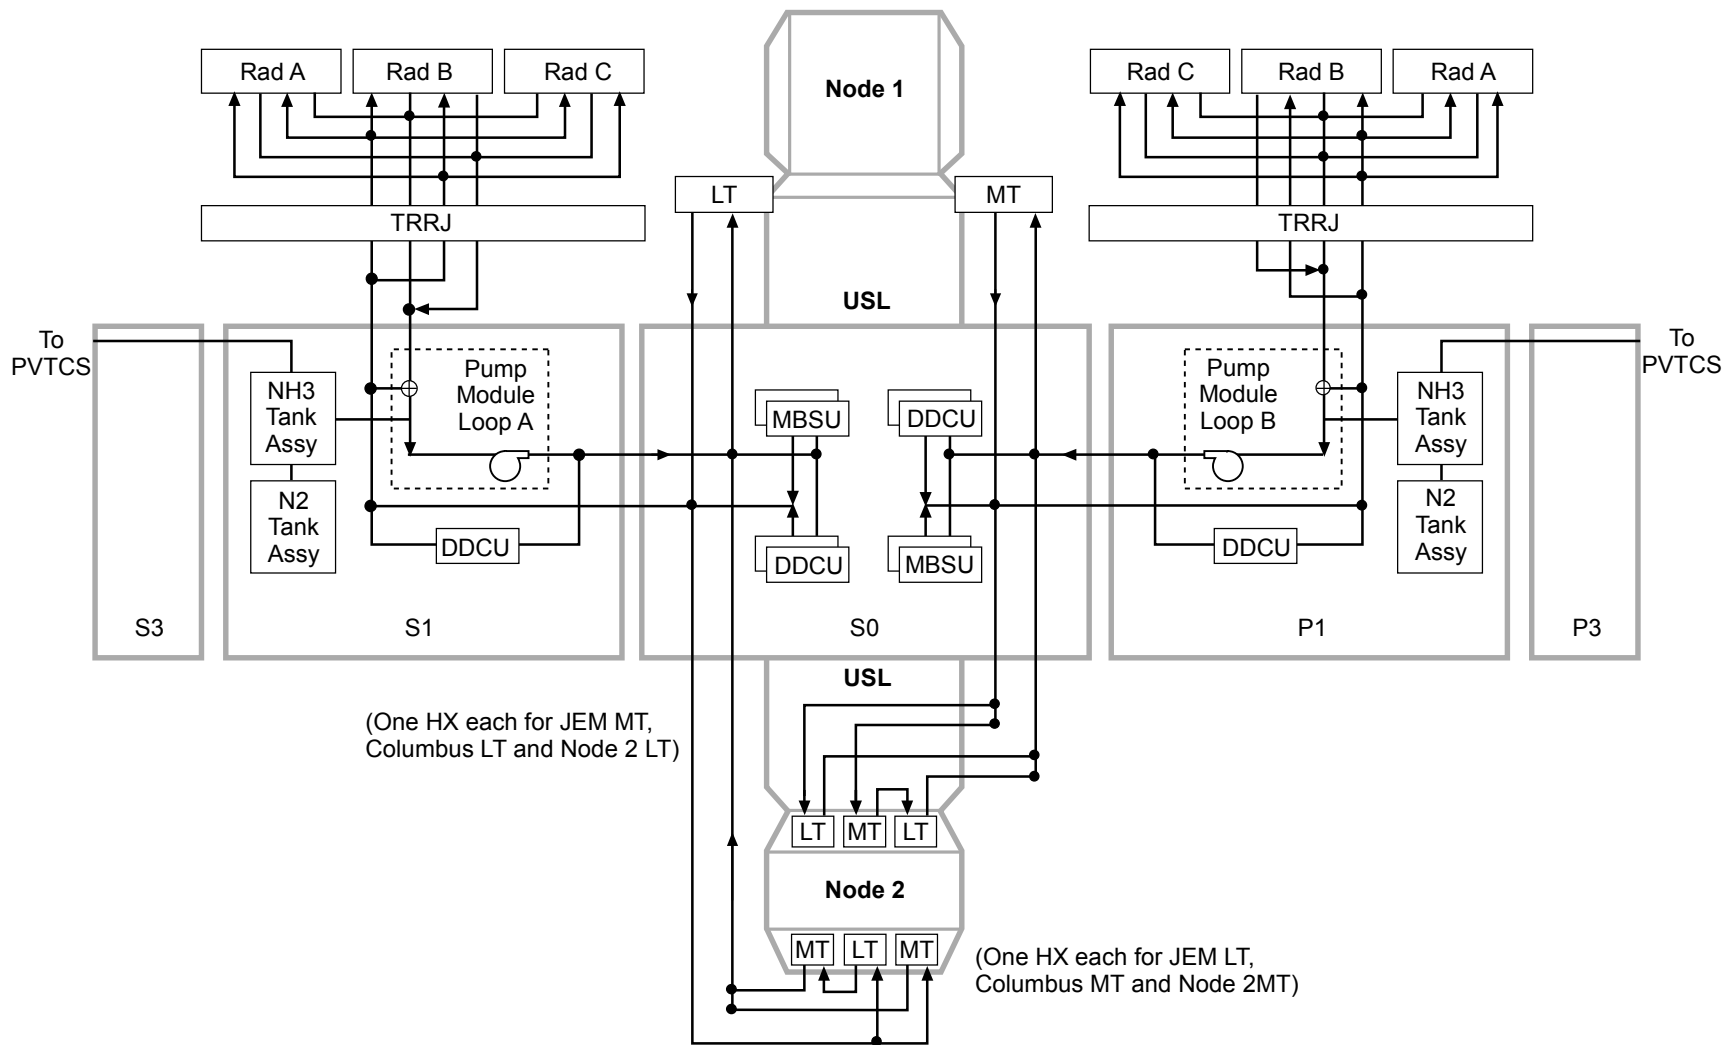 Node 1
Rad A
Rad B
Rad C
Rad C
Rad B
Rad A
LT
MT
TRRJ
TRRJ
USL
To
PVTCS
NH3
Tank
Assy
N2
Tank
Assy
Pump
Module
Loop A
DDCU
MBSU
DDCU
DDCU
MBSU
Pump
Module
Loop B
DDCU
NH3
Tank
Assy
N2
Tank
Assy
To
PVTCS
S3
S1
S0
P1
P3
USL
(One HX each for JEM MT,
Columbus LT and Node 2 LT)
LT
MT
LT
Node 2
MT
LT
MT
(One HX each for JEM LT,
Columbus MT and Node 2MT)